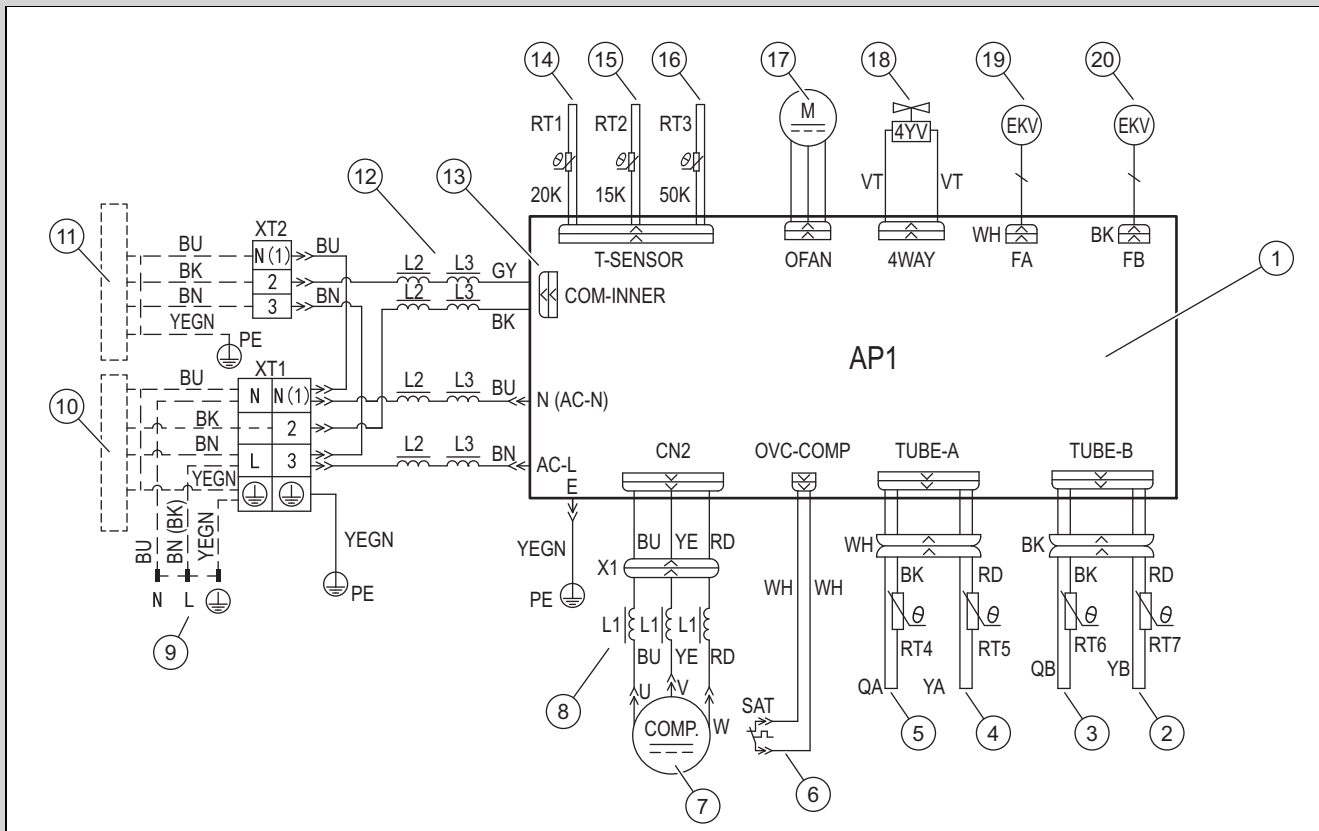 14 15 16 17 18 19 20
RT1 RT2 RT3 M 4YV EKV EKV
θ θ θ
20K 15K 50K VT VT
12 13
11 XT2
BU N(1) BU T-SENSOR OFAN 4WAY WH FA BK FB
BK 2 L2 L3 GY 1
BN 3 BN L2 L3 COM-INNER
YEGN PE BK
AP1
XT1
10 BU N N(1) L2 L3 BU N (AC-N)
BK 2
BN L 3 L2 L3 BN AC-L CN2 OVC-COMP TUBE-A TUBE-B
YEGN E
BU BN (BK) YEGN YEGN YEGN BU YE RD WH BK
X1 WH WH BK RD BK RD
N L PE PE θ θ θ θ
9 L1 L1 L1 RT4 RT5 RT6 RT7
8 BU YE RD QA YA QB YB
U V W SAT 5 4 3 2
COMP.
7 6